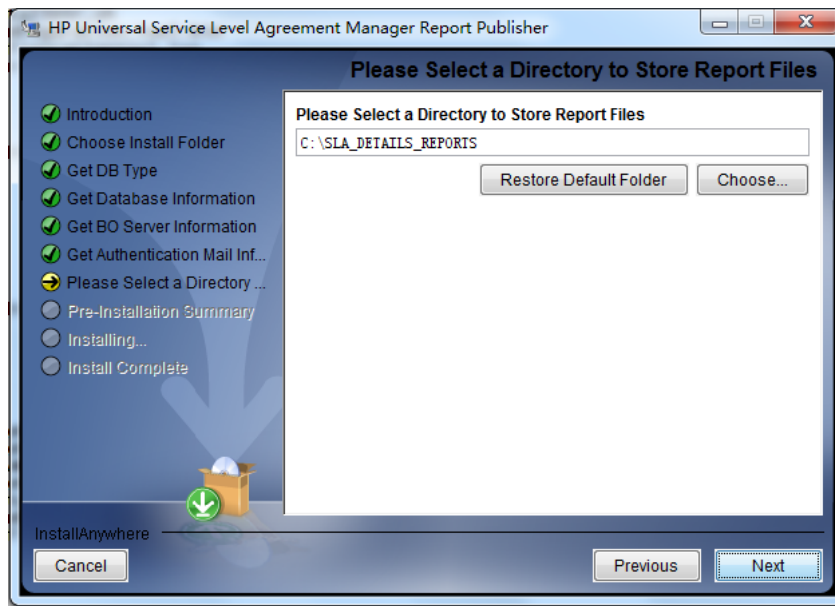 HP Universal Service Level Agreement Manager Report Publisher
Please Select a Directory to Store Report Files
Introduction
Choose Install Folder
Get DB Type
Get Database Information
Get BO Server Information
Get Authentication Mail Inf...
Please Select a Directory ...
Pre-Installation Summary
Installing...
Install Complete
Please Select a Directory to Store Report Files
C:\SLA_DETAILS_REPORTS
Restore Default Folder Choose...
InstallAnywhere
Cancel Previous Next